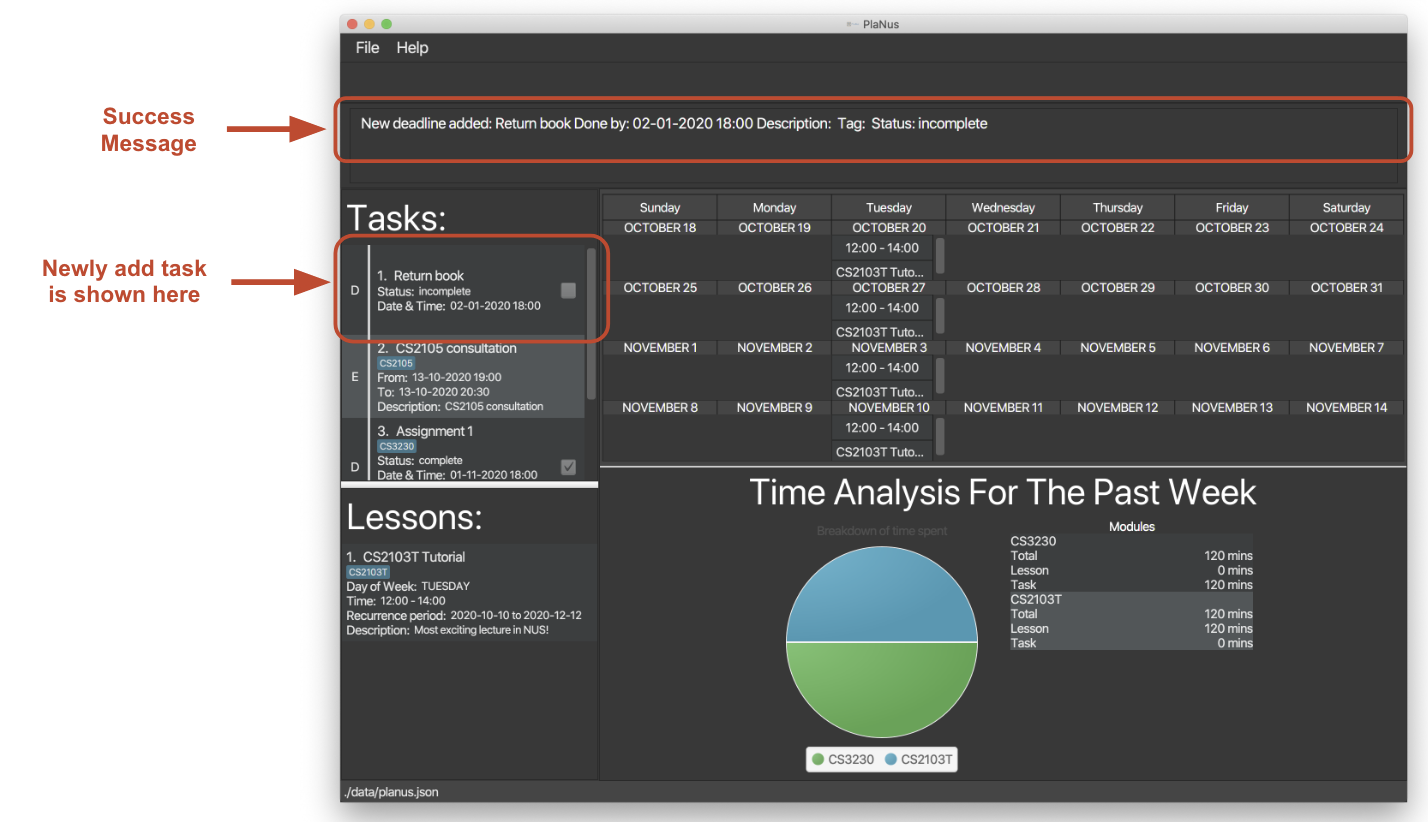 PlaNus
File Help
Success
Message
New deadline added: Return book Done by: 02-01-2020 18:00 Description: Tag: Status: incomplete
Tasks:
Newly add task
is shown here
D
1. Return book
Status: incomplete
Date & Time: 02-01-2020 18:00
E
2. CS2105 consultation
CS2105
From: 13-10-2020 19:00
To: 13-10-2020 20:30
Description: CS2105 consultation
D
3. Assignment 1
CS3230
Status: complete
Date & Time: 01-11-2020 18:00
Sunday Monday Tuesday Wednesday Thursday Friday Saturday
OCTOBER 18 OCTOBER 19 OCTOBER 20 OCTOBER 21 OCTOBER 22 OCTOBER 23 OCTOBER 24
12:00 - 14:00
CS2103T Tuto...
OCTOBER 25 OCTOBER 26 OCTOBER 27 OCTOBER 28 OCTOBER 29 OCTOBER 30 OCTOBER 31
12:00 - 14:00
CS2103T Tuto...
NOVEMBER 1 NOVEMBER 2 NOVEMBER 3 NOVEMBER 4 NOVEMBER 5 NOVEMBER 6 NOVEMBER 7
12:00 - 14:00
CS2103T Tuto...
NOVEMBER 8 NOVEMBER 9 NOVEMBER 10 NOVEMBER 11 NOVEMBER 12 NOVEMBER 13 NOVEMBER 14
12:00 - 14:00
CS2103T Tuto...
Lessons:
1. CS2103T Tutorial
CS2103T
Day of Week: TUESDAY
Time: 12:00 - 14:00
Recurrence period: 2020-10-10 to 2020-12-12
Description: Most exciting lecture in NUS!
Time Analysis For The Past Week
Breakdown of time spent
CS3230 CS2103T
Modules
CS3230
Total 120 mins
Lesson 0 mins
Task 120 mins
CS2103T
Total 120 mins
Lesson 120 mins
Task 0 mins
./data/planus.json